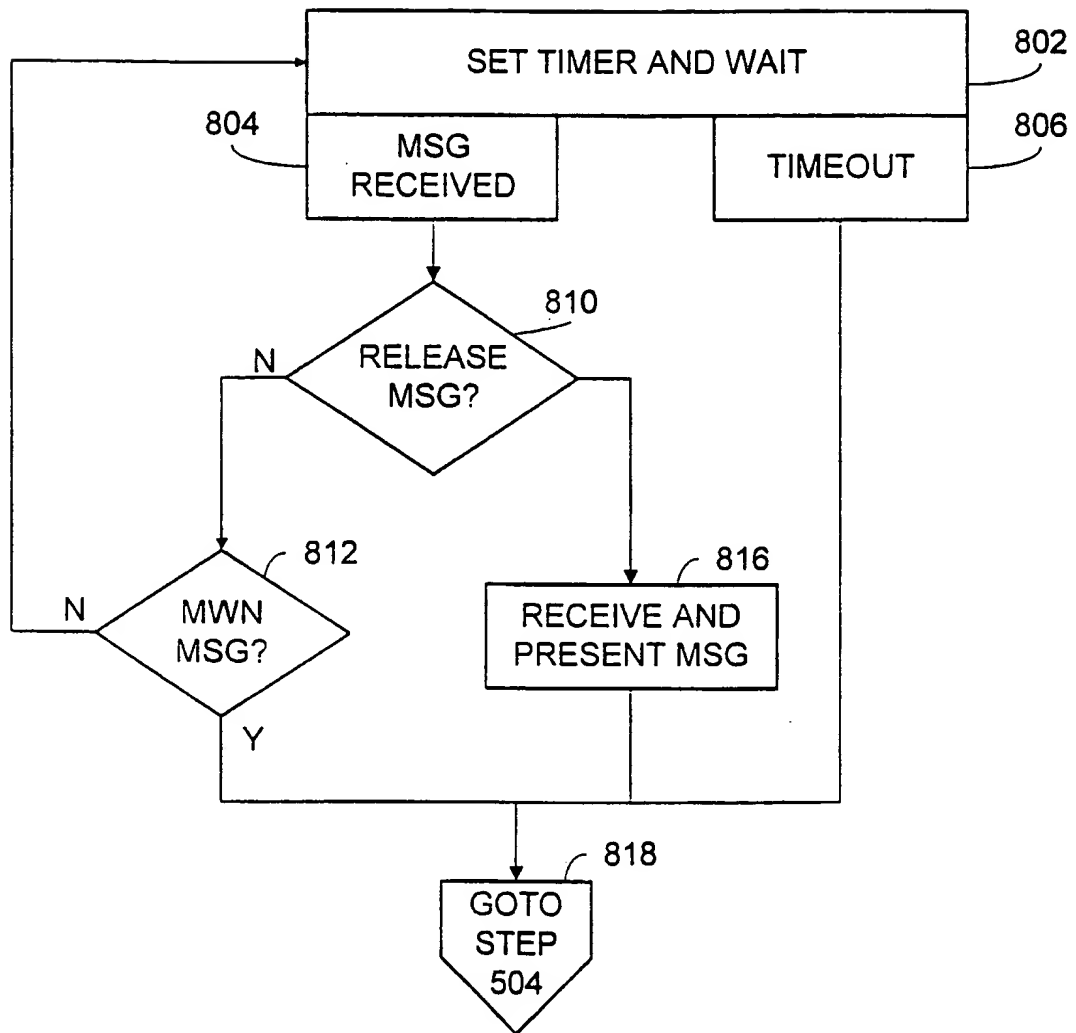 SET TIMER AND WAIT
802
804
MSG
RECEIVED
TIMEOUT
806
810
RELEASE
MSG?
N
812
MWN
MSG?
N
Y
816
RECEIVE AND
PRESENT MSG
818
GOTO
STEP
504